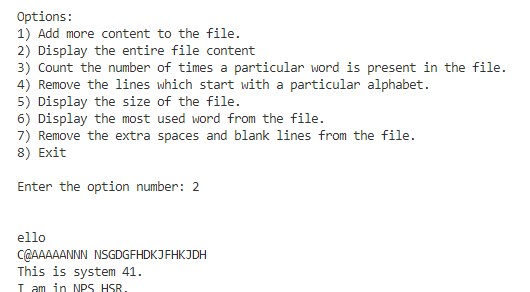 Options:
1) Add more content to the file.
2) Display the entire file content
3) Count the number of times a particular word is present in the file.
4) Remove the lines which start with a particular alphabet.
5) Display the size of the file.
6) Display the most used word from the file.
7) Remove the extra spaces and blank lines from the file.
8) Exit
Enter the option number: 2
ello
C@AAAAANNN NSGDGFHDKJFHKJDH
This is system 41.
I am in NPS HSR.